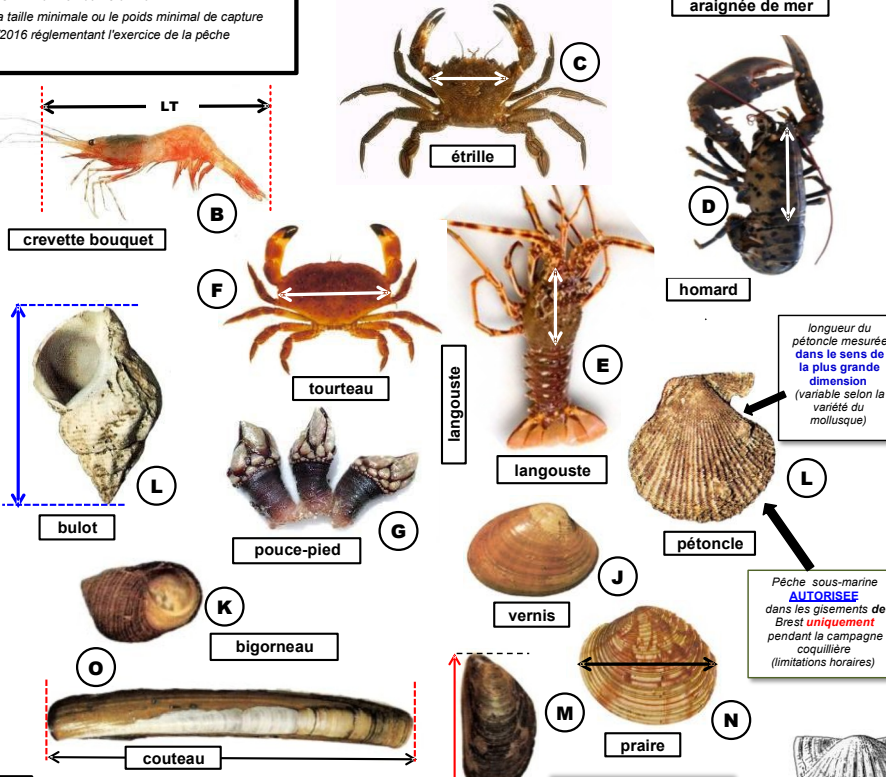 a taille minimale ou le poids minimal de capture
/2016 réglementant l'exercice de la pêche
araignée de mer
C
étrille
LT
B
crevette bouquet
D
homard
F
tourteau
E
langouste
langouste
longueur du
pétoncle mesurée
dans le sens de
la plus grande
dimension
(variable selon la
variété du
mollusque)
L
bulot
G
pouce-pied
L
pétoncle
J
vernis
Pêche sous-marine
AUTORISEE
dans les gisements de
Brest uniquement
pendant la campagne
coquillière
(limitations horaires)
K
bigorneau
O
couteau
M
N
praire